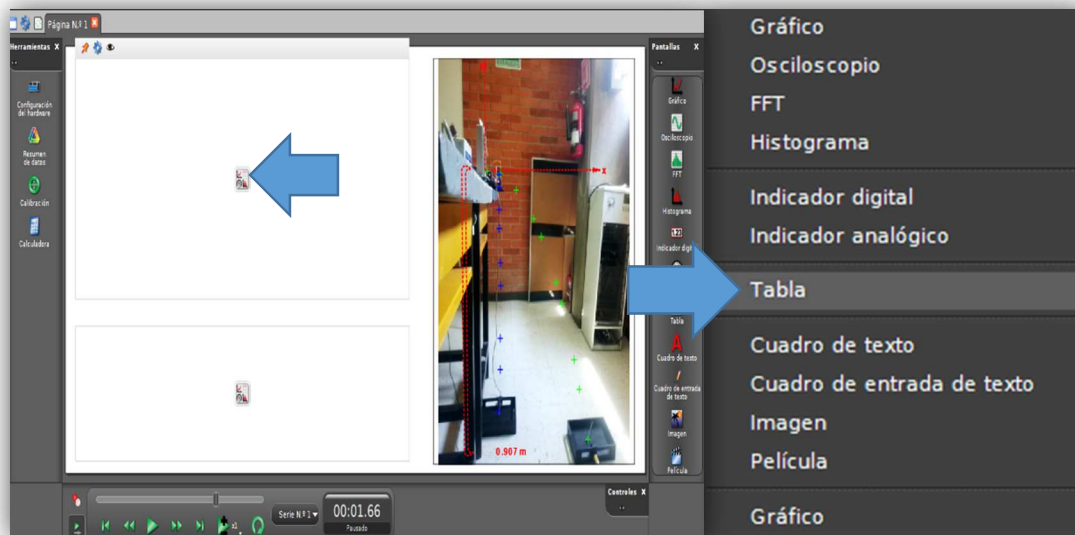 Página N.º 1
Herramientas X
Configuración
del hardware
Resumen
de datos
Calibración
Calculadora
x
0.907 m
Pantallas X
Gráfico
Osciloscopio
FFT
Histograma
1.23
Indicador digit
Tabla
Cuadro de texto
Cuadro de entrada
de texto
Imagen
Película
x1
Serie N.º 1
00:01.66
Pausado
Controles X
Gráfico
Osciloscopio
FFT
Histograma
Indicador digital
Indicador analógico
Tabla
Cuadro de texto
Cuadro de entrada de texto
Imagen
Película
Gráfico